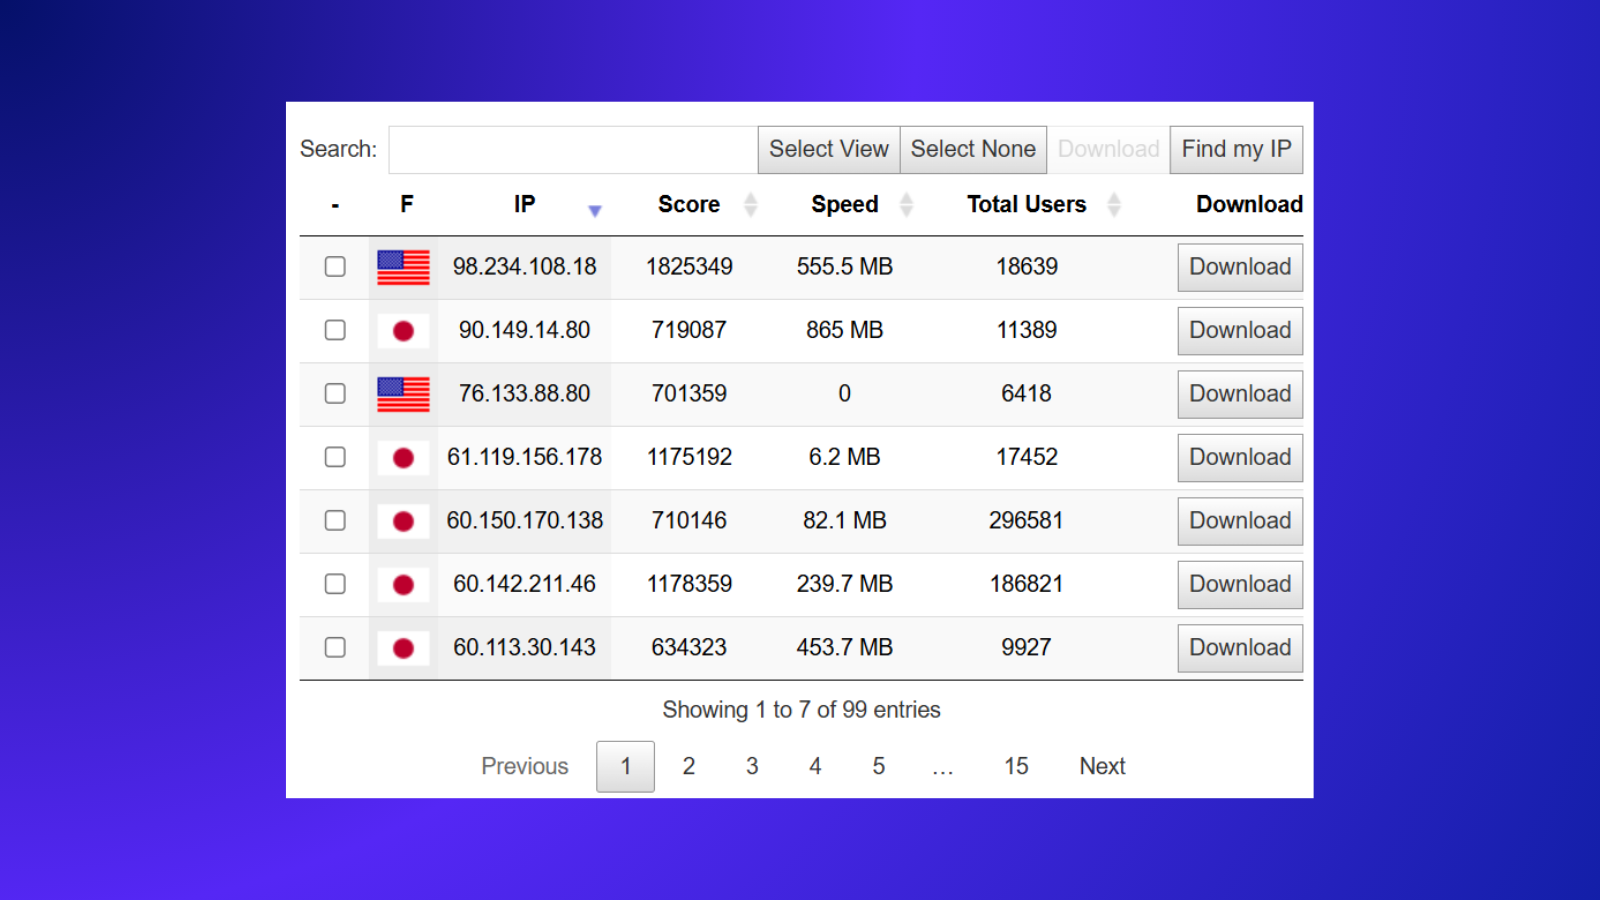 Search: Select View Select None Download Find my IP
- F IP Score Speed Total Users Download
98.234.108.18 1825349 555.5 MB 18639 Download
90.149.14.80 719087 865 MB 11389 Download
76.133.88.80 701359 0 6418 Download
61.119.156.178 1175192 6.2 MB 17452 Download
60.150.170.138 710146 82.1 MB 296581 Download
60.142.211.46 1178359 239.7 MB 186821 Download
60.113.30.143 634323 453.7 MB 9927 Download
Showing 1 to 7 of 99 entries
Previous 1 2 3 4 5 … 15 Next